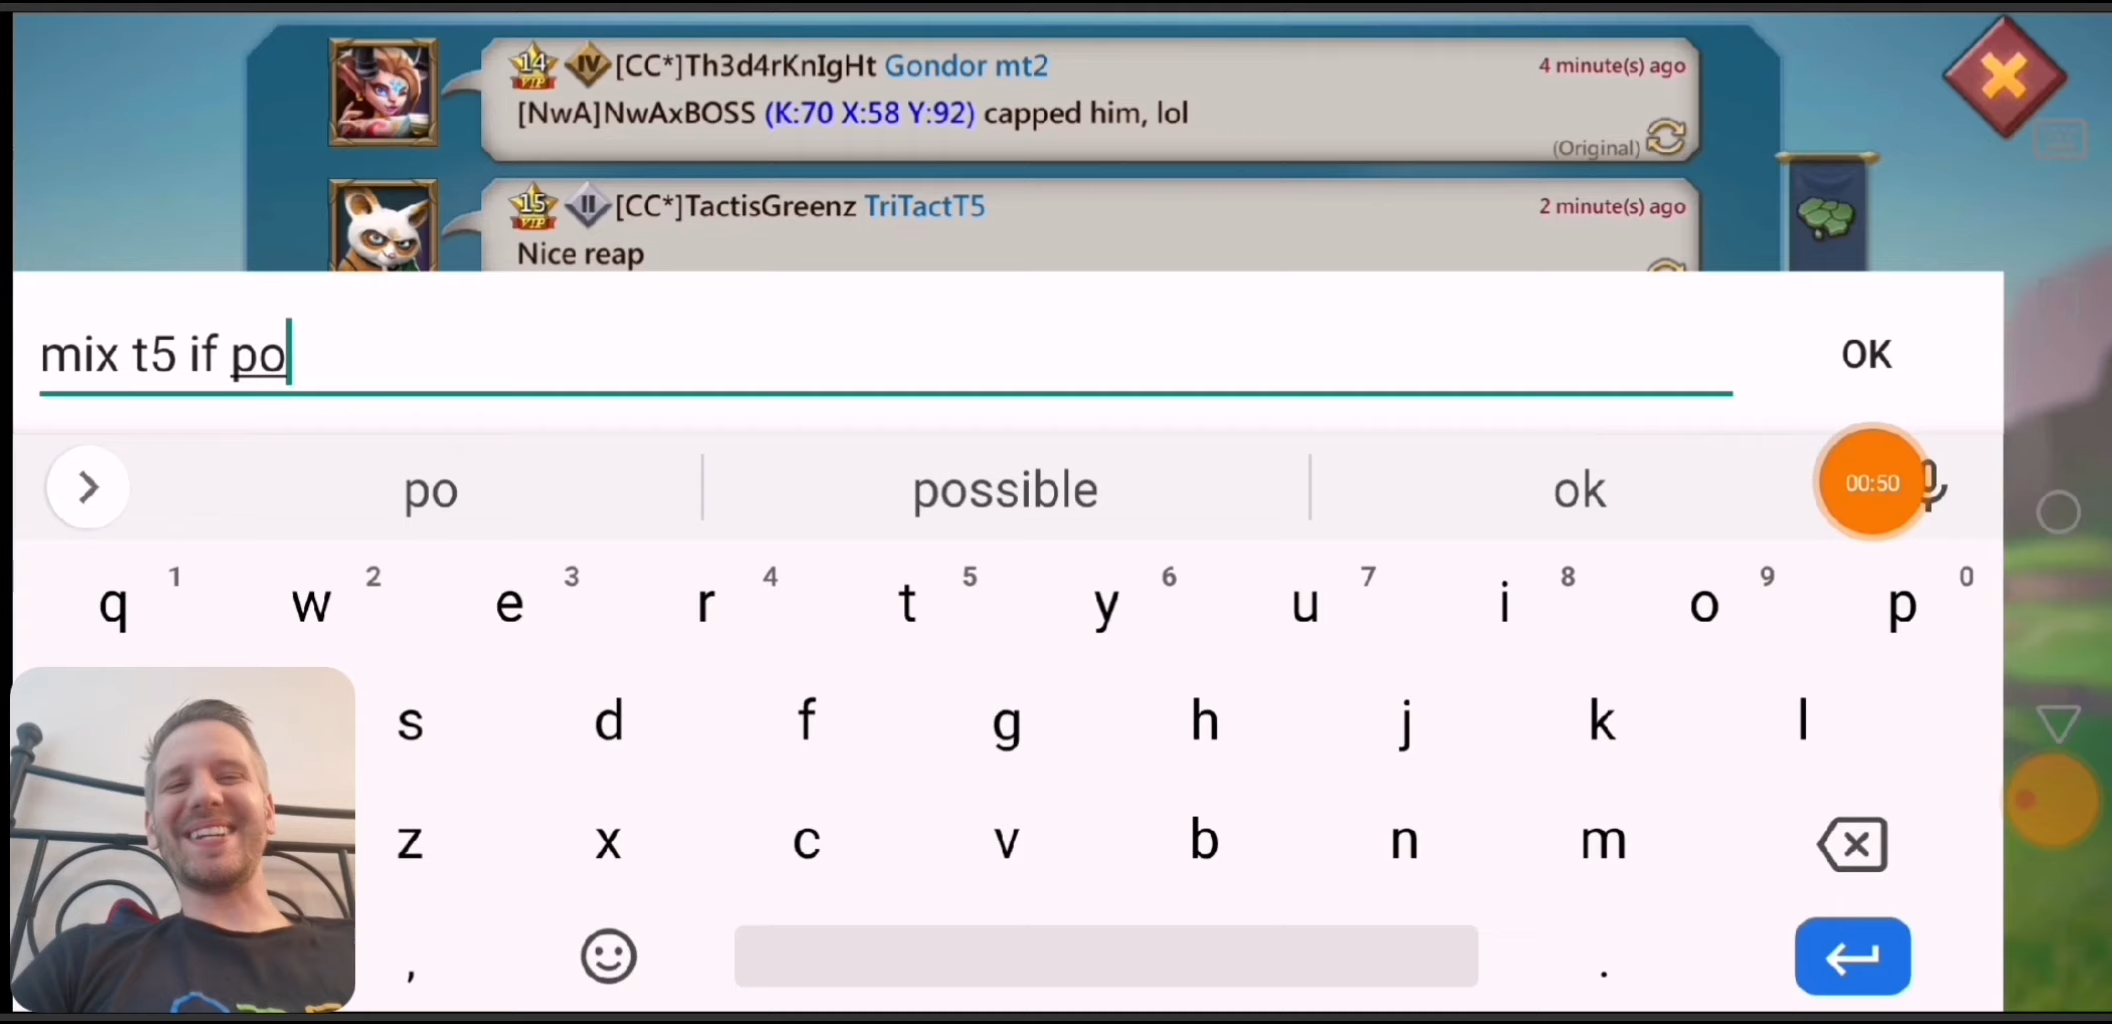 14 VIP IV [CC*]Th3d4rKnIgHt Gondor mt2 4 minute(s) ago
[NwA]NwAxBOSS (K:70 X:58 Y:92) capped him, lol
(Original)
15 VIP II [CC*]TactisGreenz TriTactT5 2 minute(s) ago
Nice reap
mix t5 if po OK
po possible ok 00:50
q 1 w 2 e 3 r 4 t 5 y 6 u 7 i 8 o 9 p 0
s d f g h j k l
z x c v b n m
, .